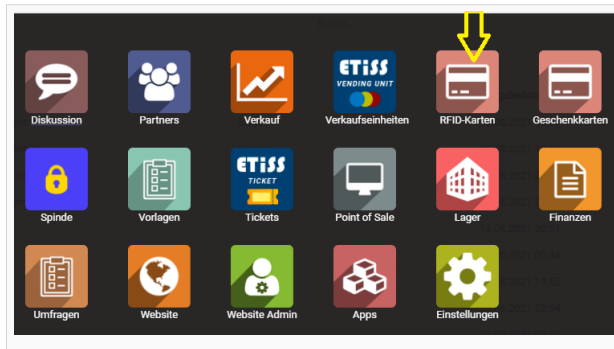 ETISS
VENDING UNIT
Diskussion
Partners
Verkauf
Verkaufseinheiten
RFID-Karten
Geschenkkarten
ETISS
TICKET
Spinde
Vorlagen
Tickets
Point of Sale
Lager
Finanzen
Umfragen
Website
Website Admin
Apps
Einstellungen